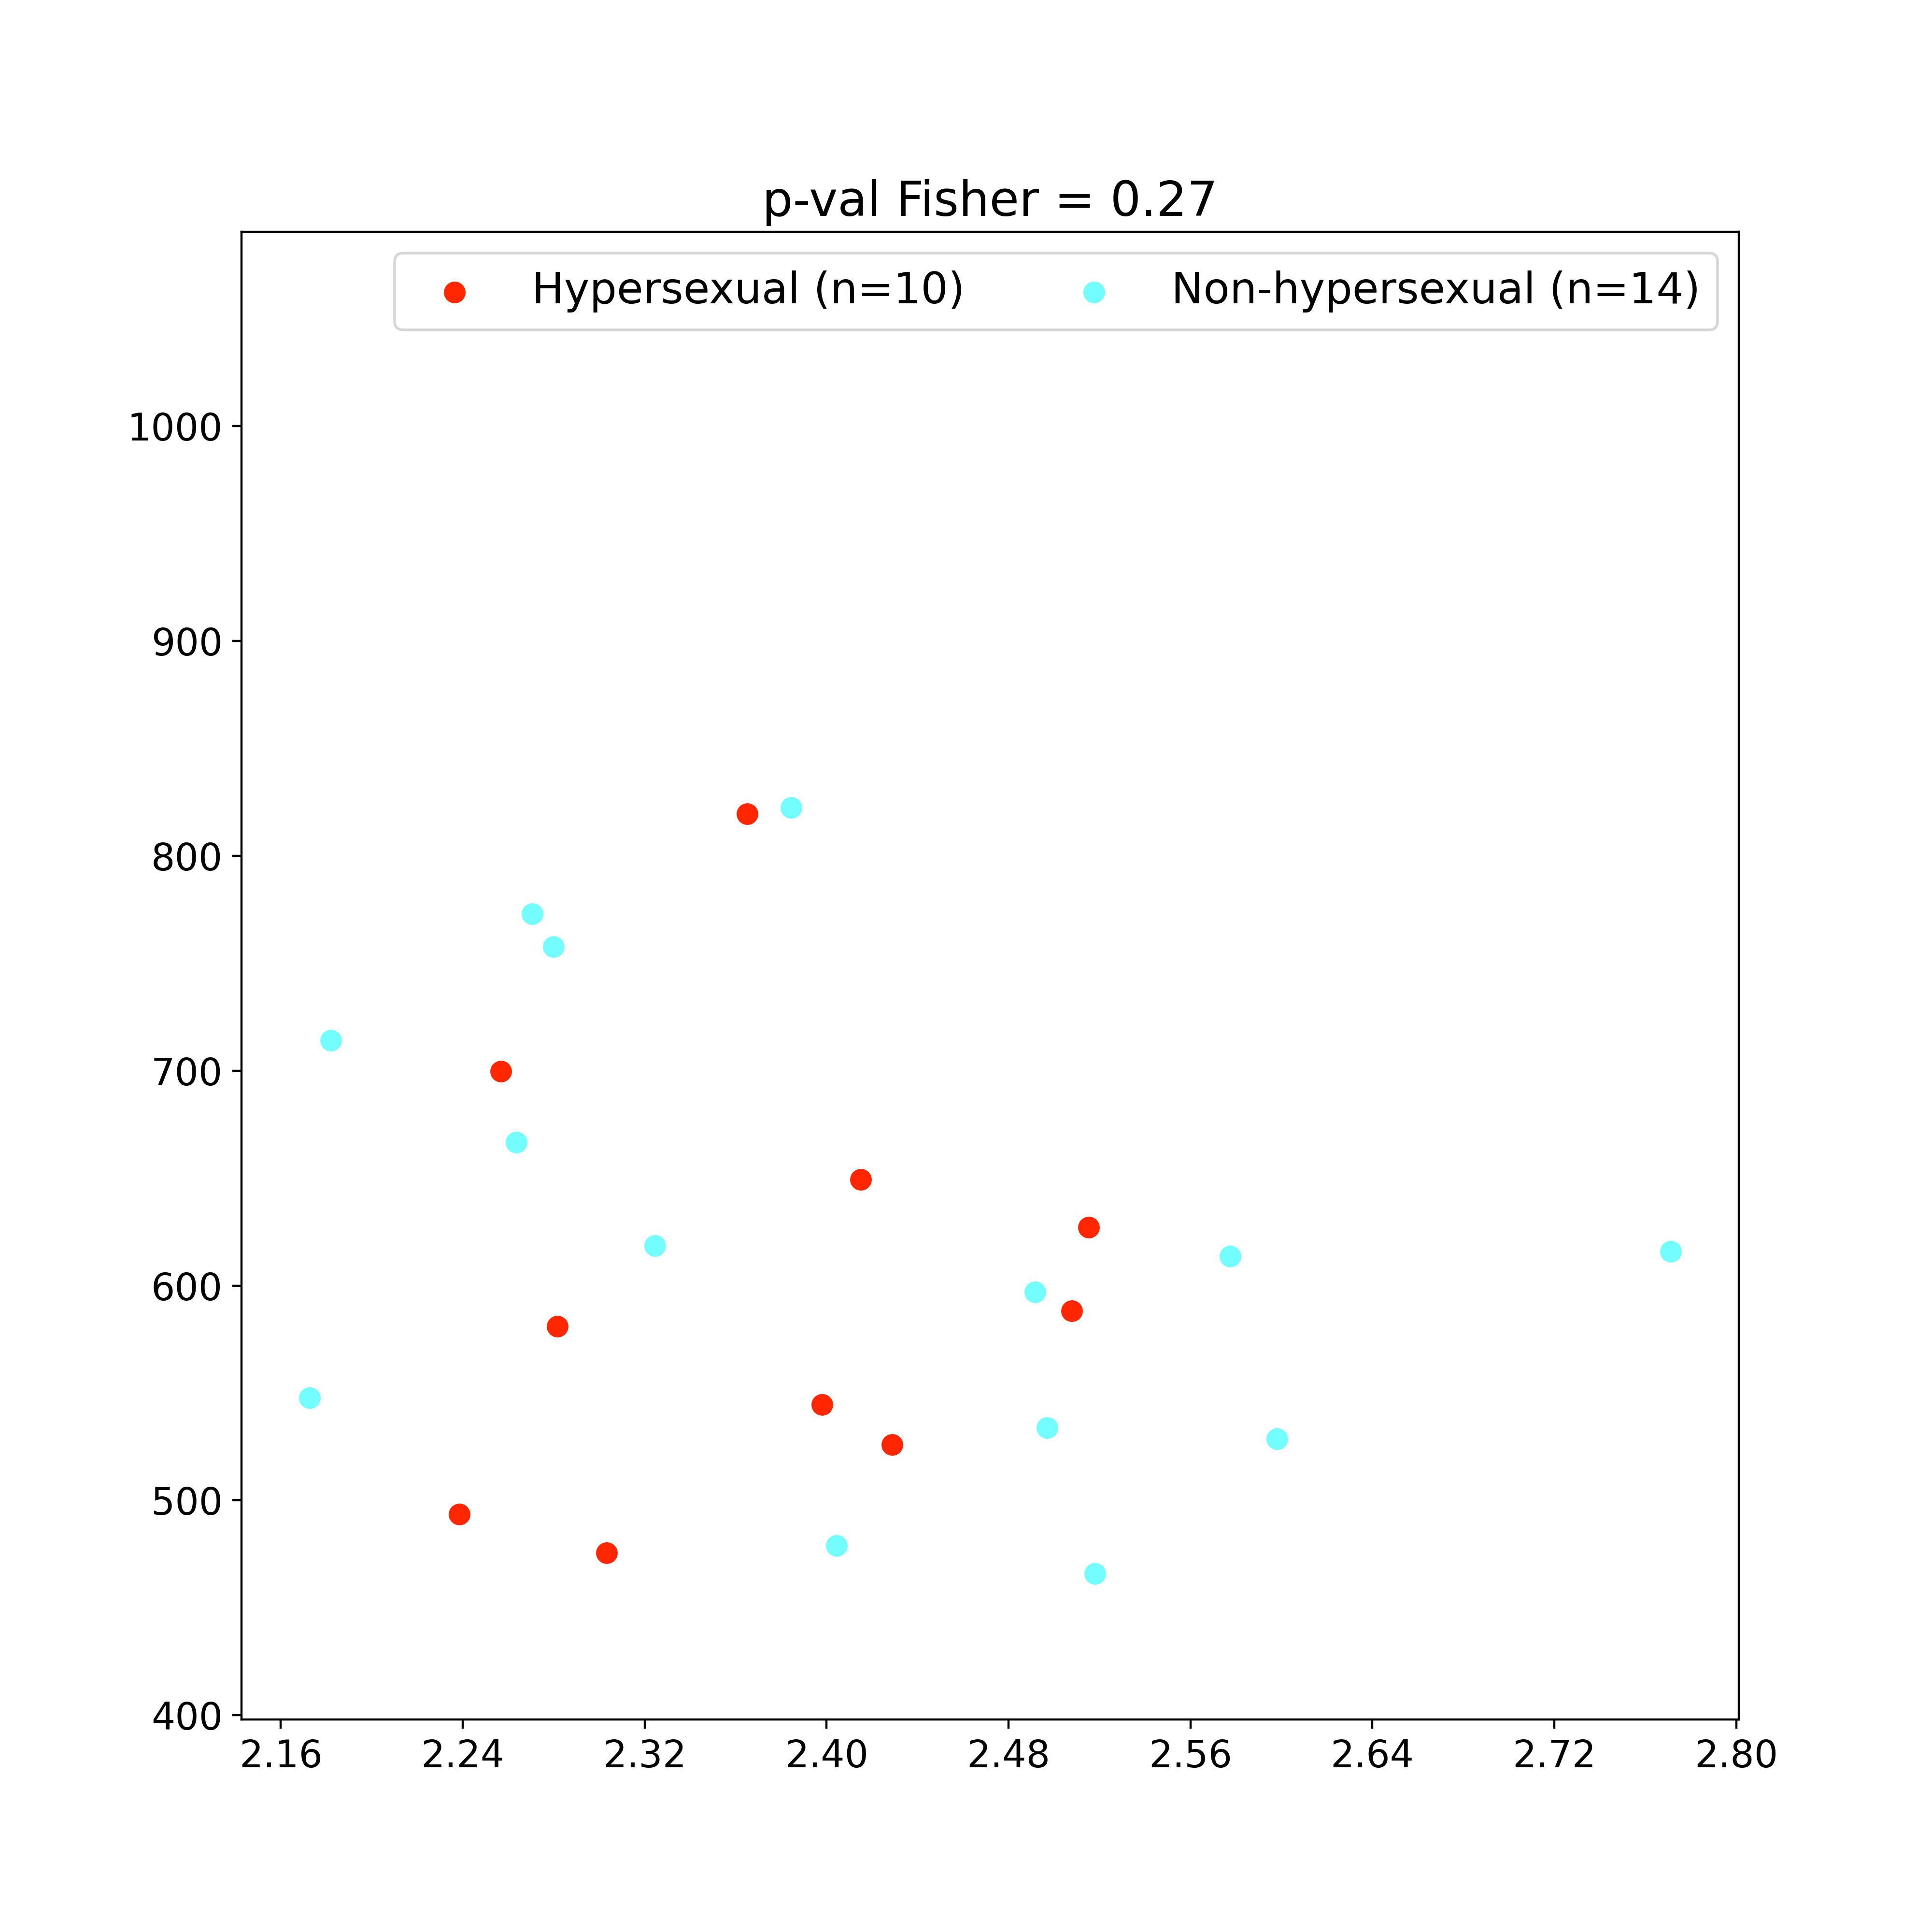 p-val Fisher = 0.27
Hypersexual (n=10) Non-hypersexual (n=14)
1000
900
800
700
600
500
400
2.16 2.24 2.32 2.40 2.48 2.56 2.64 2.72 2.80